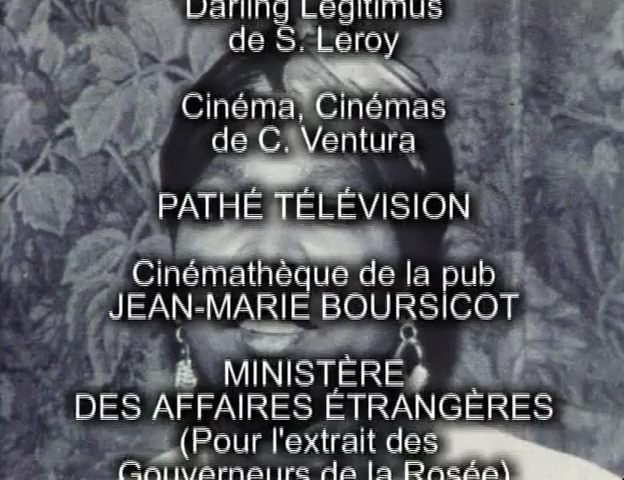 Darling Légitimus
de S. Leroy
Cinéma, Cinémas
de C. Ventura
PATHÉ TÉLÉVISION
Cinémathèque de la pub
JEAN-MARIE BOURSICOT
MINISTÈRE
DES AFFAIRES ÉTRANGÈRES
(Pour l'extrait des
Gouverneurs de la Rosée)